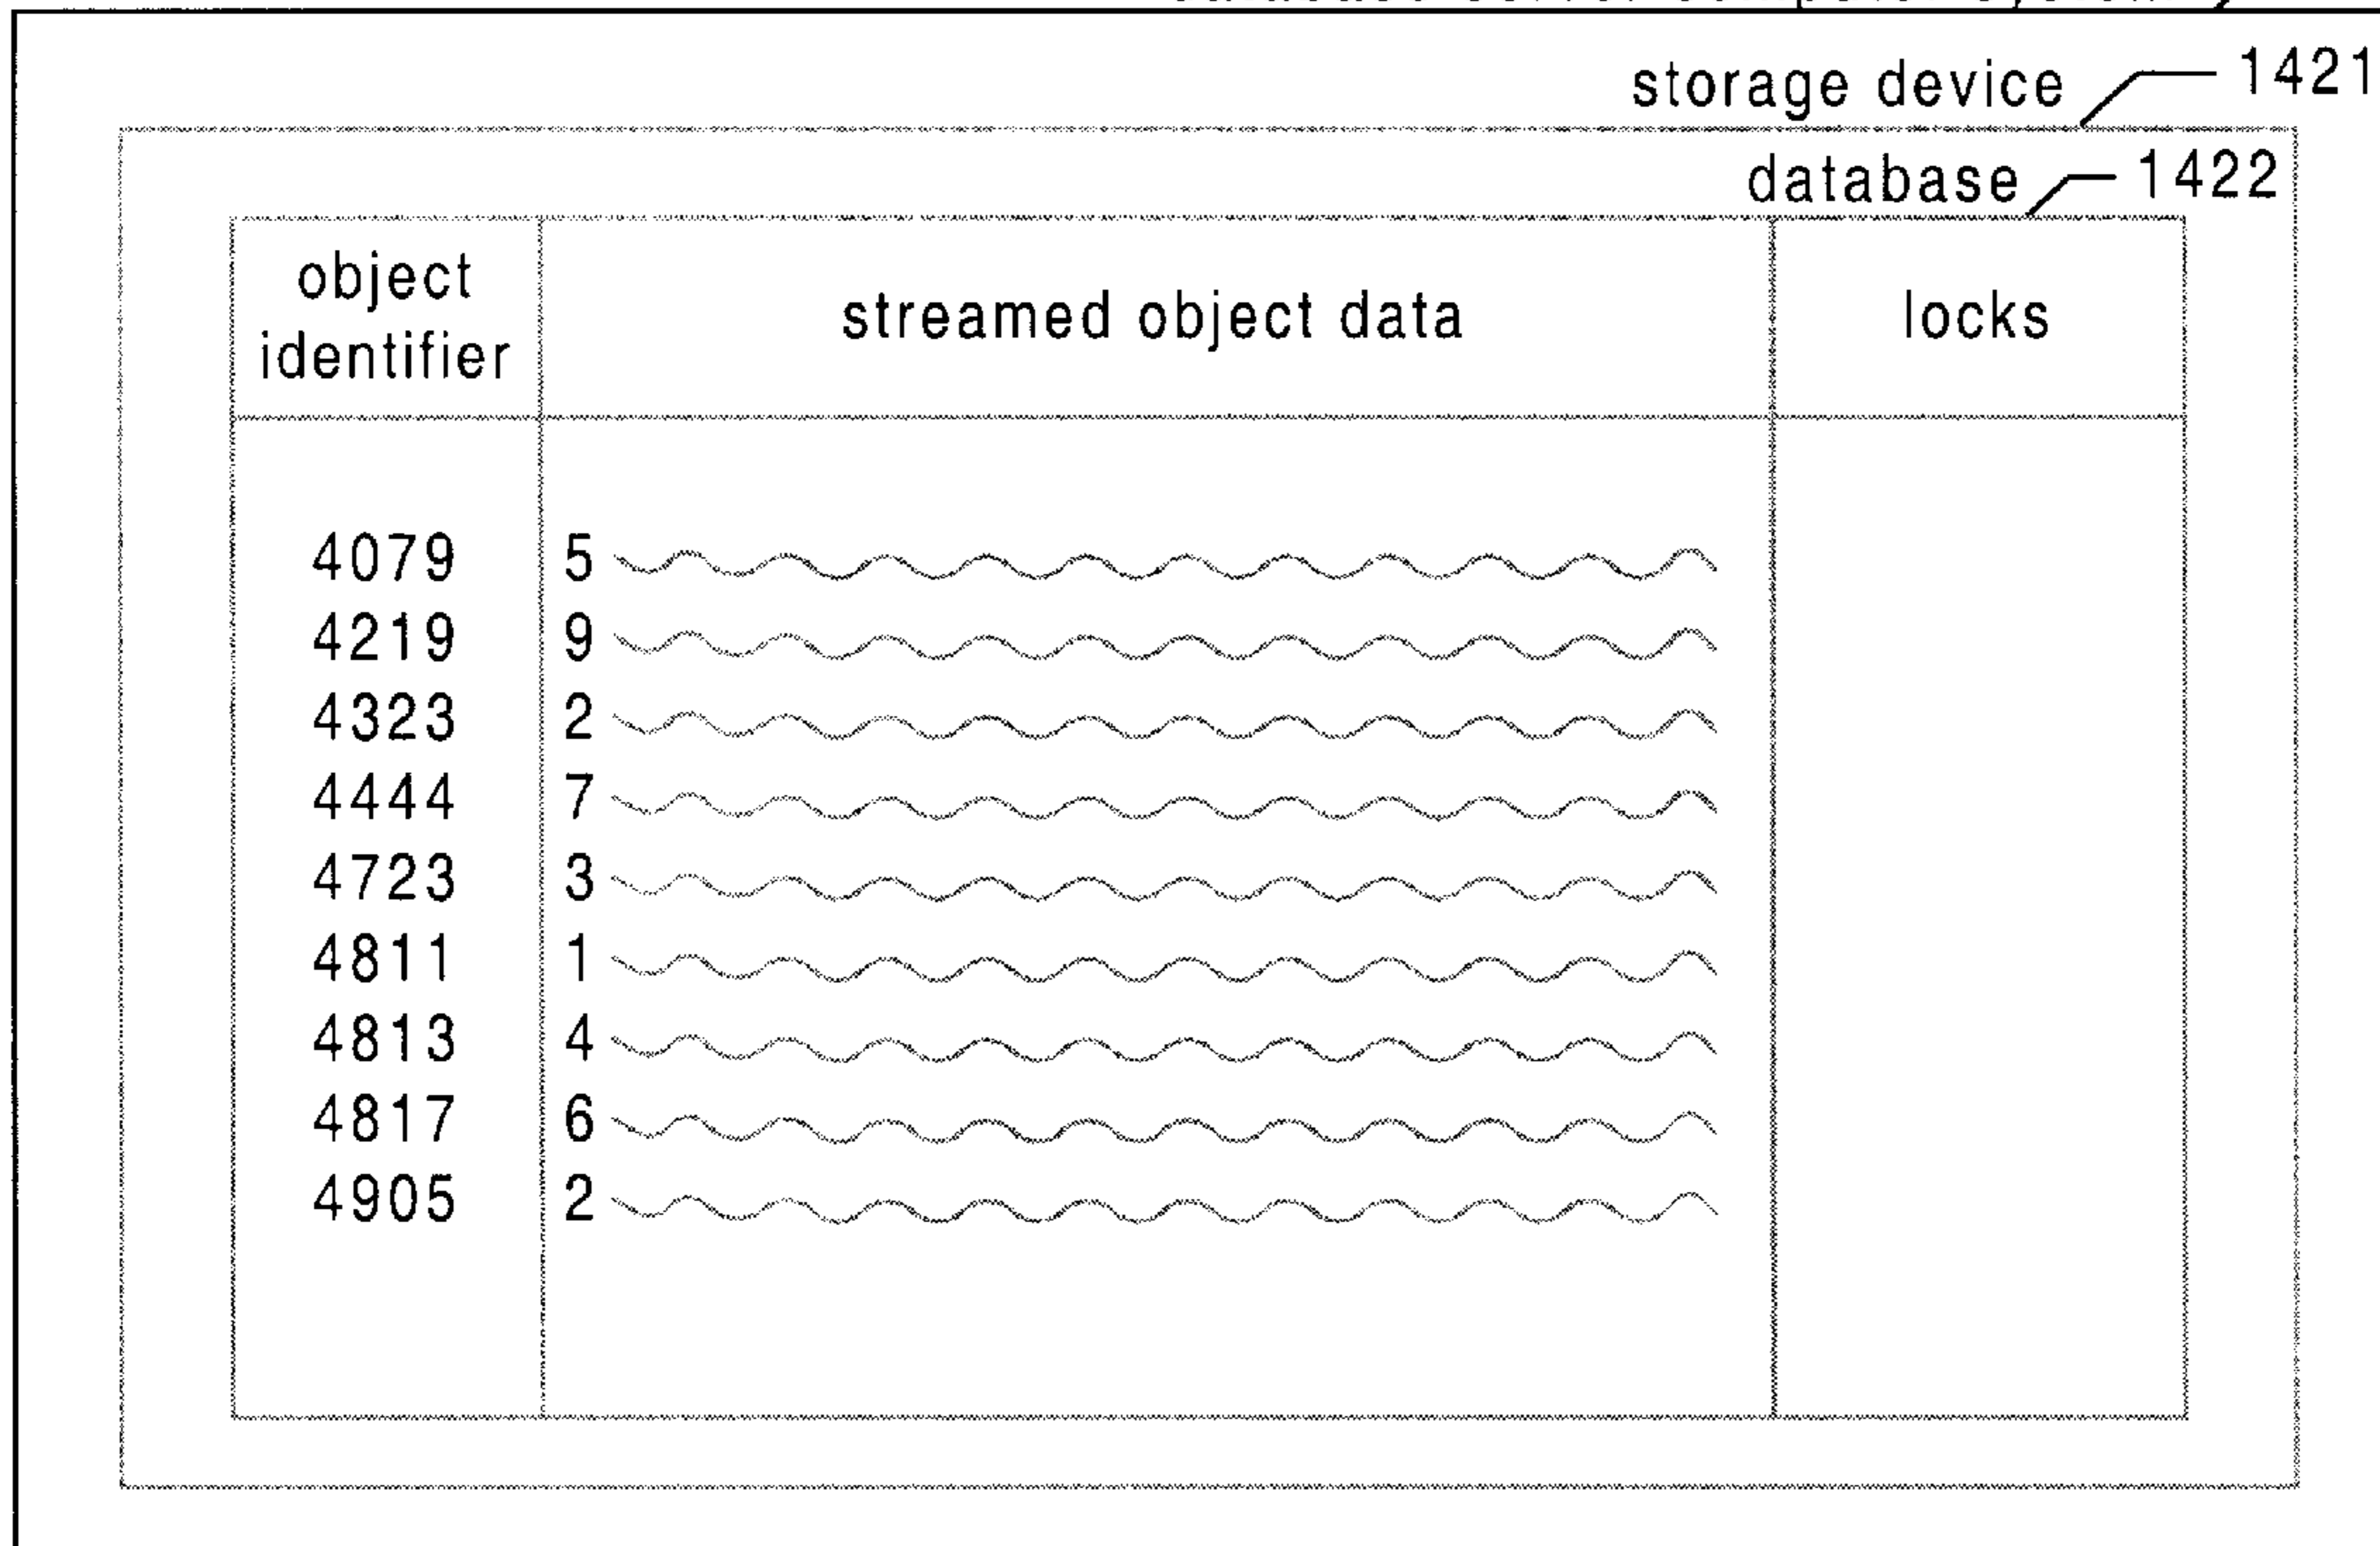 storage device 1421
database 1422
object identifier
streamed object data
locks
4079 5
4219 9
4323 2
4444 7
4723 3
4811 1
4813 4
4817 6
4905 2